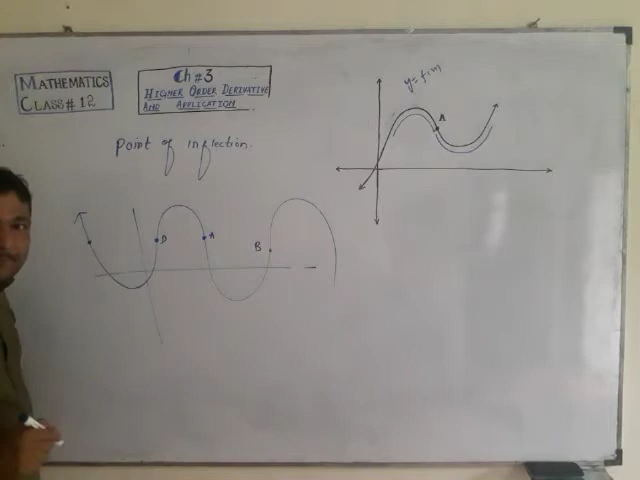 MATHEMATICS
CLASS # 12
Ch # 3
HIGHER ORDER DERIVATIVE
AND APPLICATION
Point of inflection.
y = f(x)
A
D
A
B